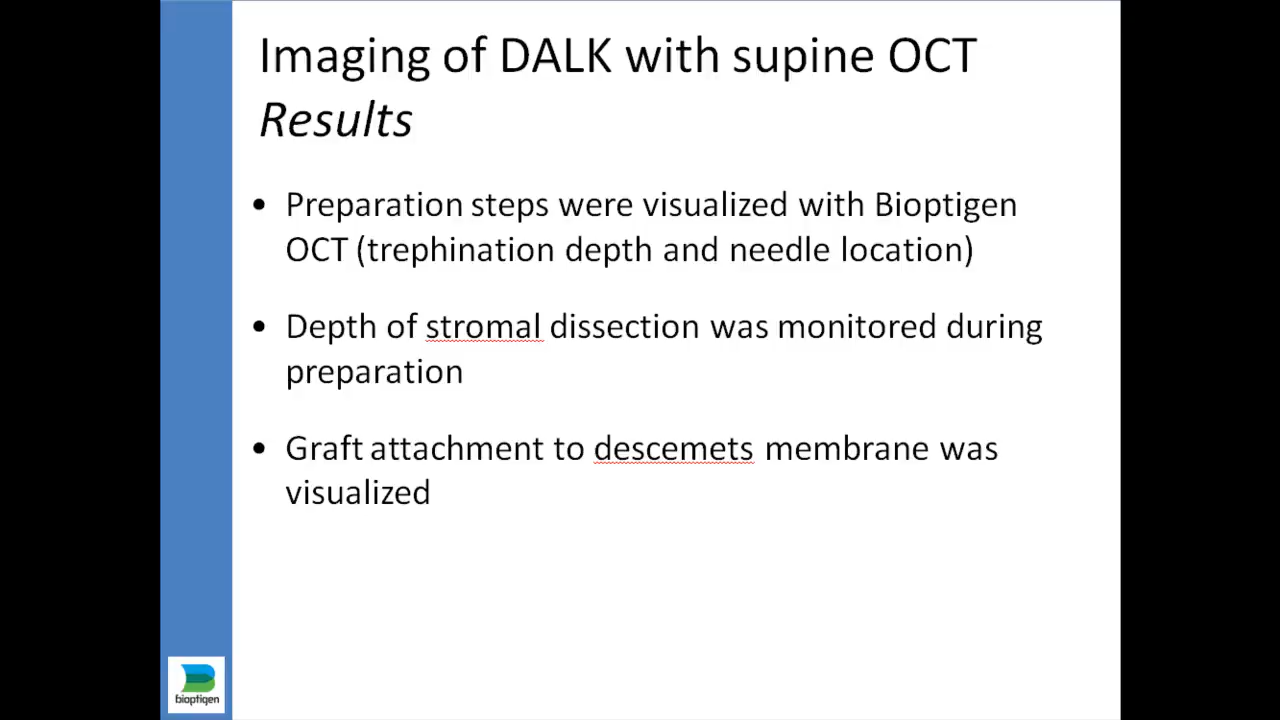 Imaging of DALK with supine OCT
Results
• Preparation steps were visualized with Bioptigen
OCT (trephination depth and needle location)
• Depth of stromal dissection was monitored during
preparation
• Graft attachment to descemets membrane was
visualized
bioptigen